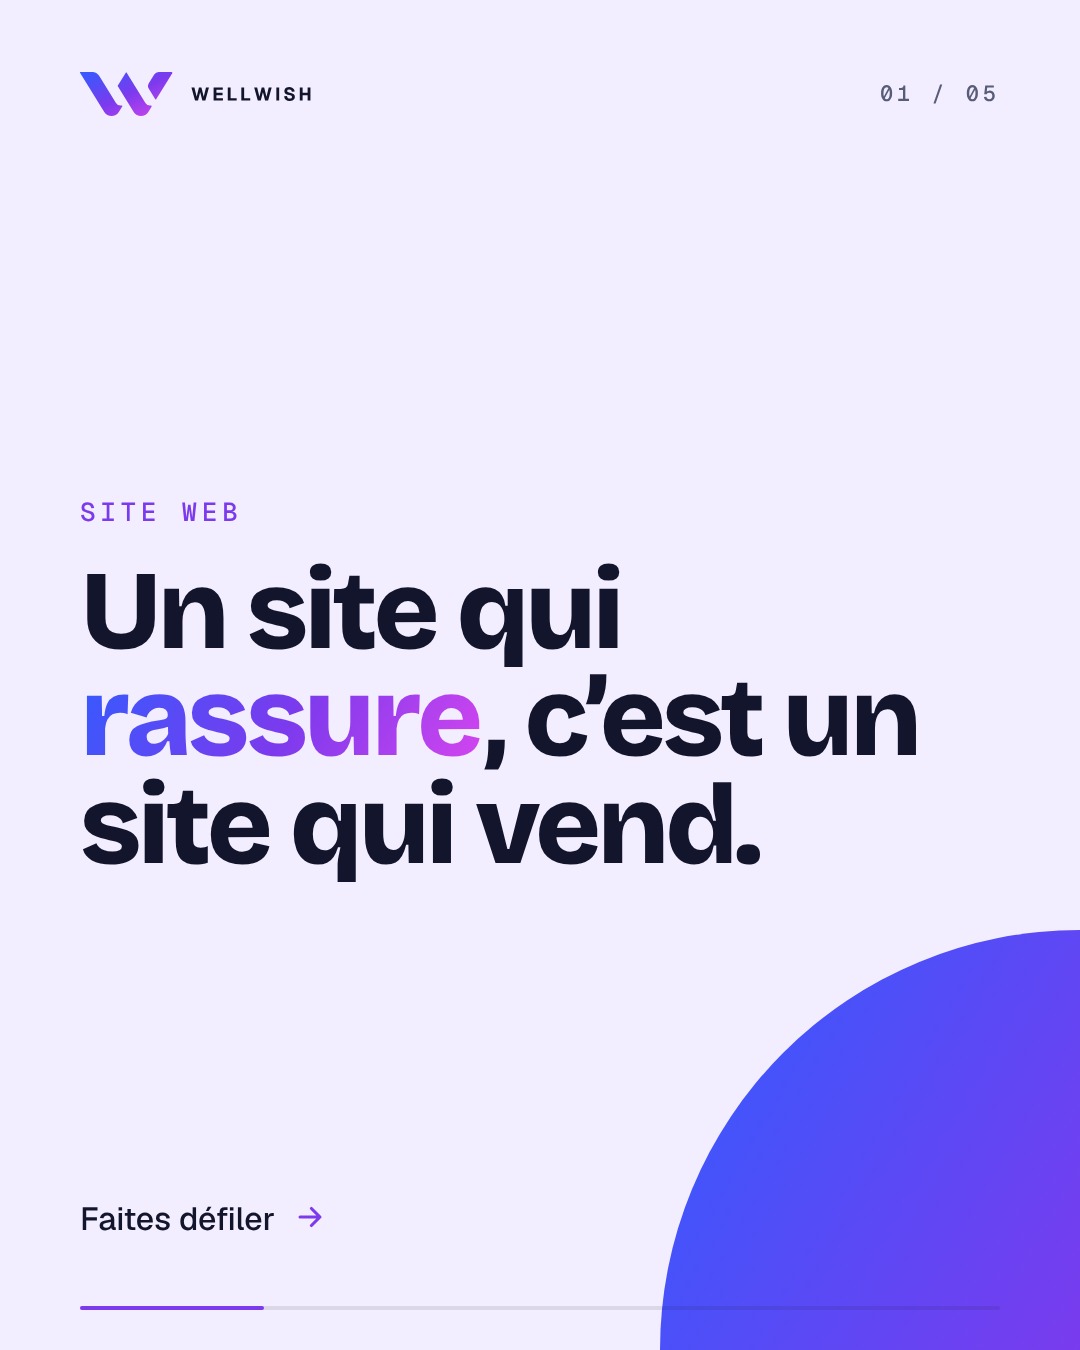 WELLWISH
01 / 05
SITE WEB
Un site qui
rassure, c’est un
site qui vend.
Faites défiler →